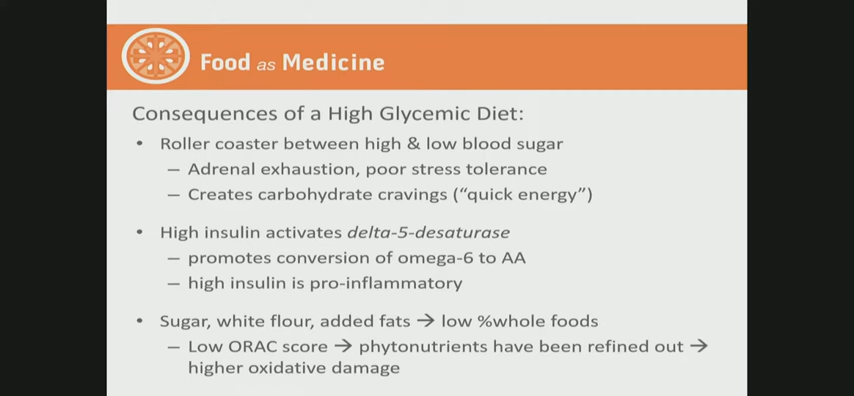 Food as Medicine
Consequences of a High Glycemic Diet:
• Roller coaster between high & low blood sugar
– Adrenal exhaustion, poor stress tolerance
– Creates carbohydrate cravings (“quick energy”)
• High insulin activates delta-5-desaturase
– promotes conversion of omega-6 to AA
– high insulin is pro-inflammatory
• Sugar, white flour, added fats → low %whole foods
– Low ORAC score → phytonutrients have been refined out →
higher oxidative damage